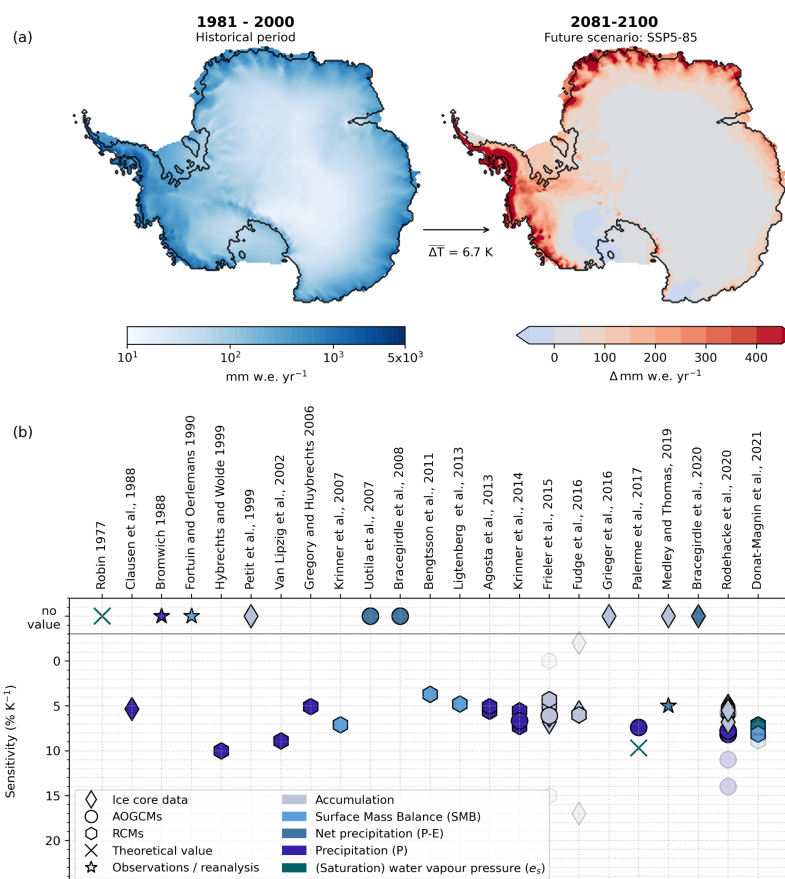 (a)
1981 - 2000
Historical period
2081-2100
Future scenario: SSP5-85
ΔT = 6.7 K
10¹ 10² 10³ 5x10³
mm w.e. yr⁻¹
0 100 200 300 400
Δ mm w.e. yr⁻¹
(b)
Robin 1977
Clausen et al., 1988
Bromwich 1988
Fortuin and Oerlemans 1990
Hybrechts and Wolde 1999
Petit et al., 1999
Van Lipzig et al., 2002
Gregory and Huybrechts 2006
Krinner et al., 2007
Uotila et al., 2007
Bracegirdle et al., 2008
Bengtsson et al., 2011
Ligtenberg et al., 2013
Agosta et al., 2013
Krinner et al., 2014
Frieler et al., 2015
Fudge et al., 2016
Grieger et al., 2016
Palerme et al., 2017
Medley and Thomas, 2019
Bracegirdle et al., 2020
Rodehacke et al., 2020
Donat-Magnin et al., 2021
no
value
0
5
10
15
20
Sensitivity (% K⁻¹)
Ice core data
AOGCMs
RCMs
Theoretical value
Observations / reanalysis
Accumulation
Surface Mass Balance (SMB)
Net precipitation (P-E)
Precipitation (P)
(Saturation) water vapour pressure (eₛ)